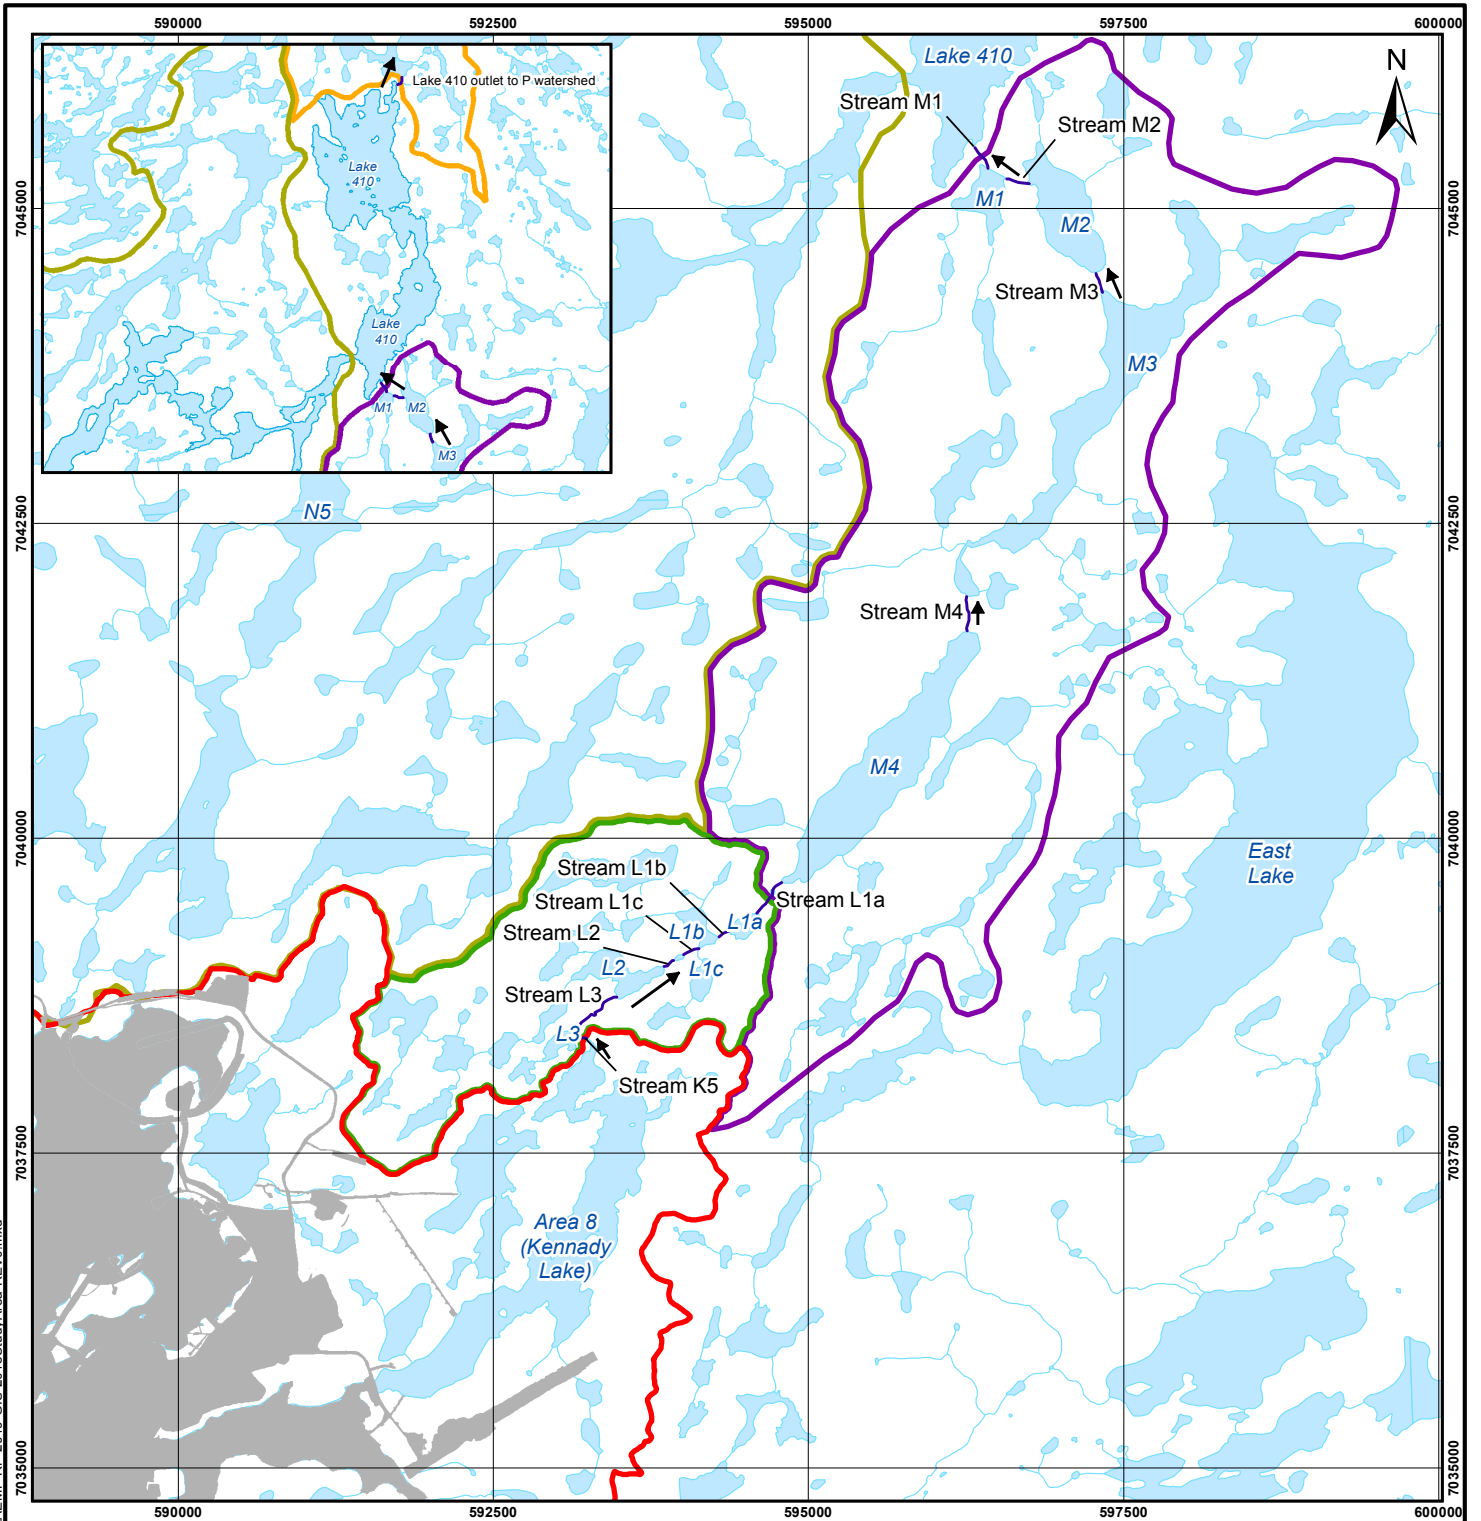 590000
592500
595000
597500
600000
Lake 410 outlet to P watershed
Lake
410
Lake
410
M1
M2
M3
Lake 410
Stream M1
Stream M2
N
M1
M2
Stream M3
M3
7045000
7045000
N5
7042500
7042500
Stream M4
M4
7040000
7040000
East
Lake
Stream L1b
Stream L1c
Stream L2
Stream L1a
L1a
L1b
L1c
L2
Stream L3
L3
Stream K5
7037500
7037500
Area 8
(Kennady
Lake)
7035000
7035000
590000
592500
595000
597500
600000